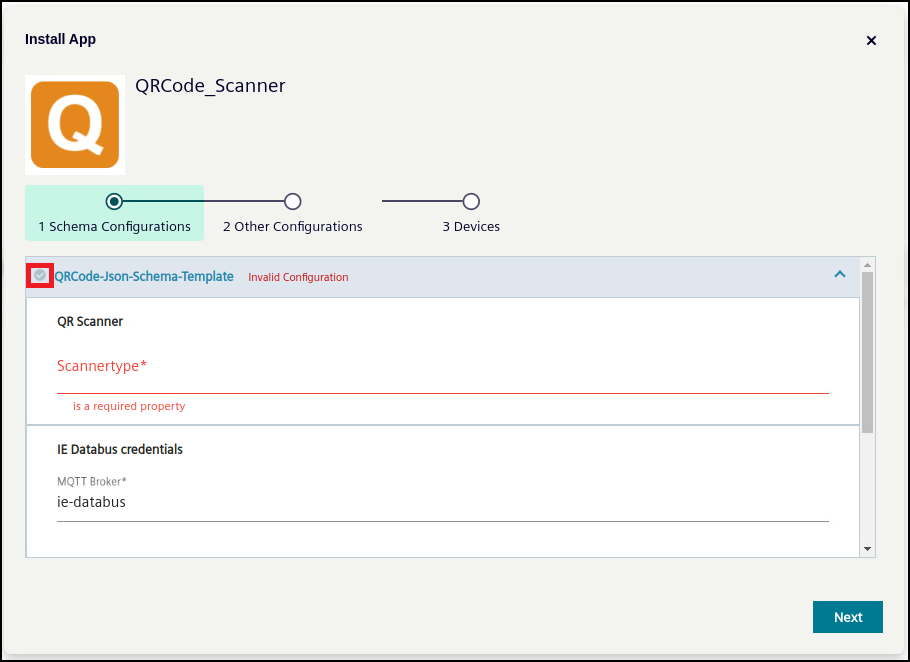 Install App
QRCode_Scanner
Q
1 Schema Configurations 2 Other Configurations 3 Devices
QRCode-Json-Schema-Template Invalid Configuration
QR Scanner
Scannertype*
is a required property
IE Databus credentials
MQTT Broker*
ie-databus
Next